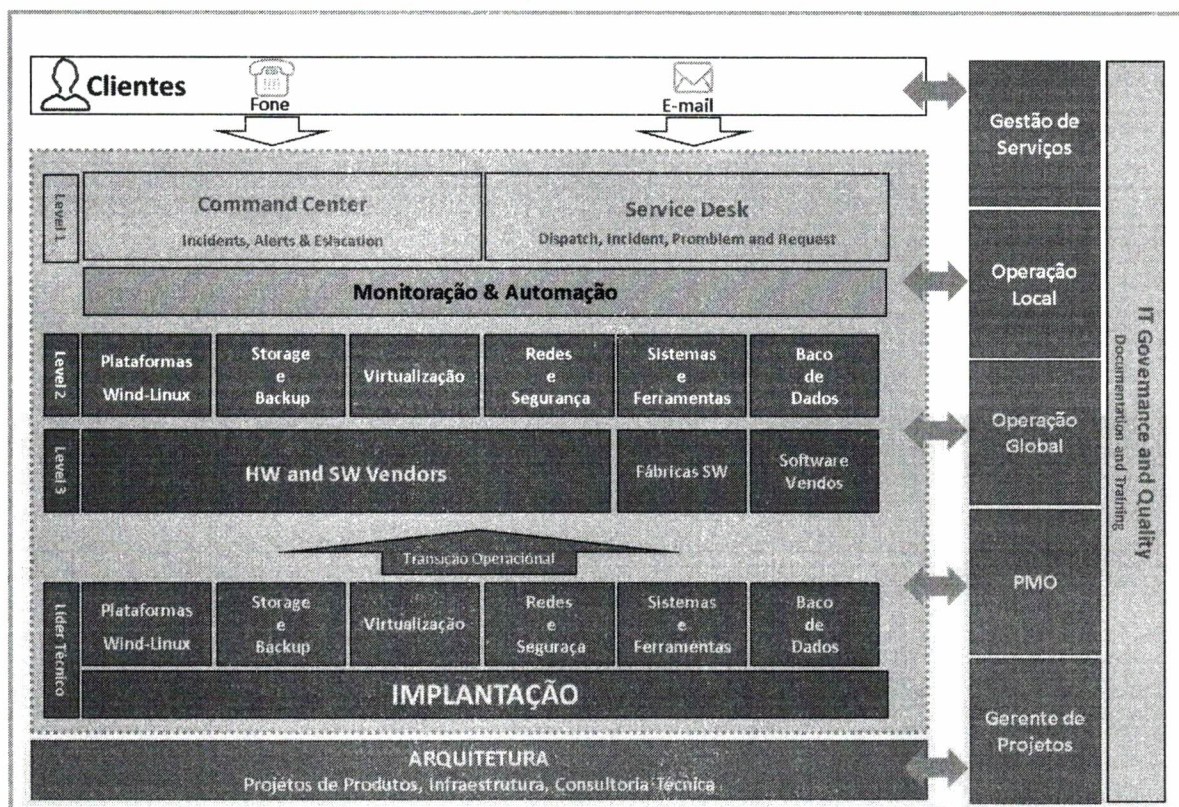 Clientes
Fone
E-mail
Gestão de
Serviços
Level 1
Command Center
Incidents, Alerts & Eslacation
Service Desk
Dispatch, Incident, Promblem and Request
Monitoração & Automação
Operação
Local
Level 2
Plataformas
Wind-Linux
Storage
e
Backup
Virtualização
Redes
e
Segurança
Sistemas
e
Ferramentas
Baco
de
Dados
Level 3
HW and SW Vendors
Fábricas SW
Software
Vendos
Operação
Global
Transição Operaciónal
PMO
Líder Técnico
Plataformas
Wind-Linux
Storage
e
Backup
Virtualização
Redes
e
Seguraça
Sistemas
e
Ferramentas
Baco
de
Dados
IMPLANTAÇÃO
Gerente de
Projetos
ARQUITETURA
Projetos de Produtos, Infraestrutura, Consultoria Técnica
IT Governance and Quality
Documentation and Training